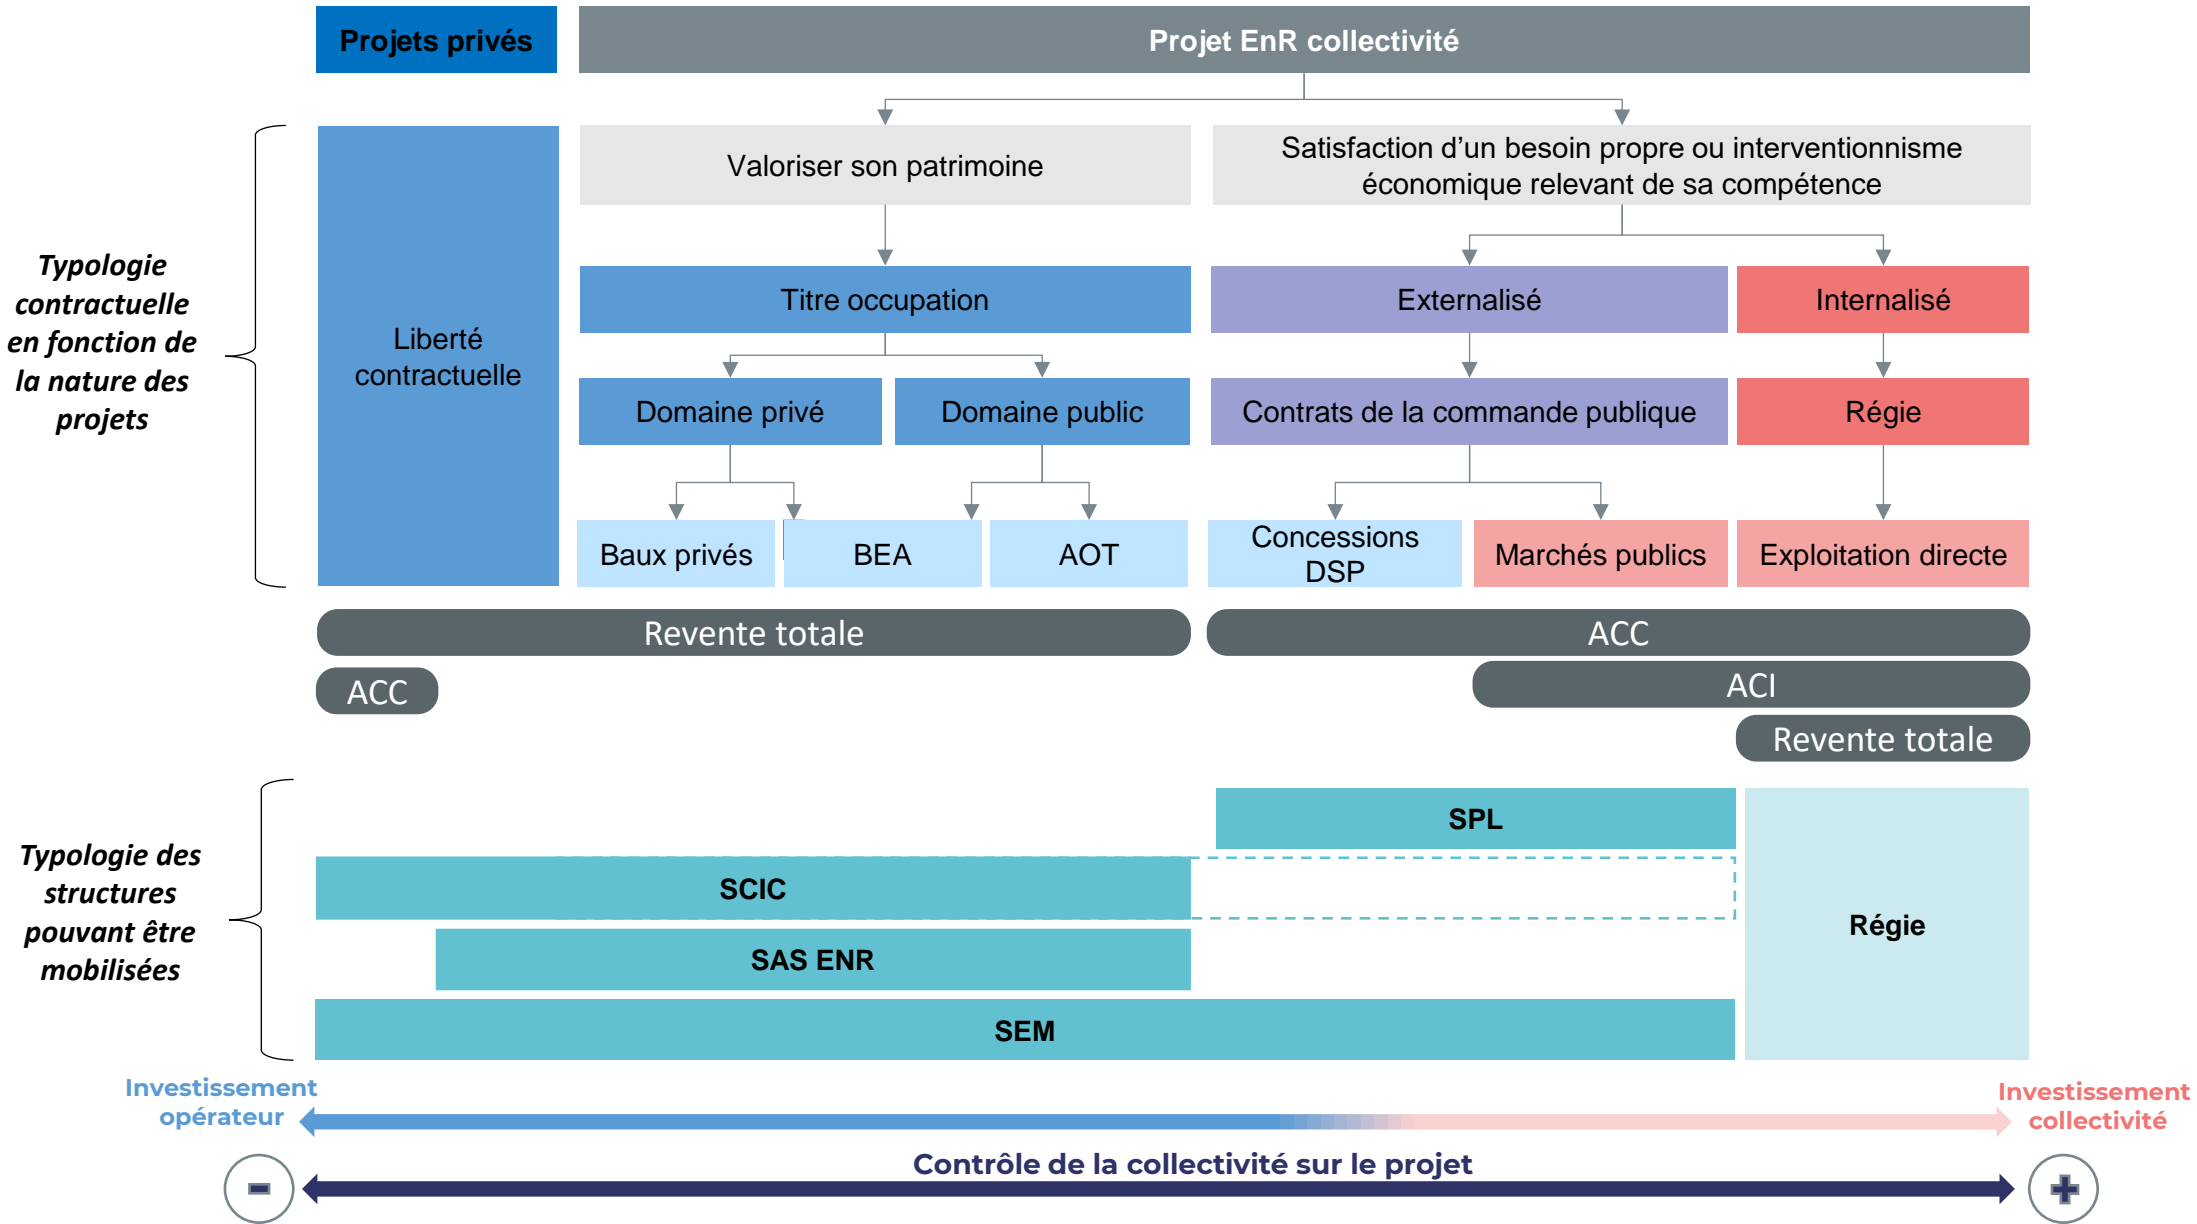 Projets privés
Projet EnR collectivité
Valoriser son patrimoine
Satisfaction d’un besoin propre ou interventionnisme
économique relevant de sa compétence
Typologie
contractuelle
en fonction de
la nature des
projets
Liberté
contractuelle
Titre occupation
Externalisé
Internalisé
Domaine privé
Domaine public
Contrats de la commande publique
Régie
Baux privés
BEA
AOT
Concessions
DSP
Marchés publics
Exploitation directe
Revente totale
ACC
ACC
ACI
Revente totale
Typologie des
structures
pouvant être
mobilisées
SPL
SCIC
SAS ENR
SEM
Régie
Investissement
opérateur
Investissement
collectivité
Contrôle de la collectivité sur le projet
-
+